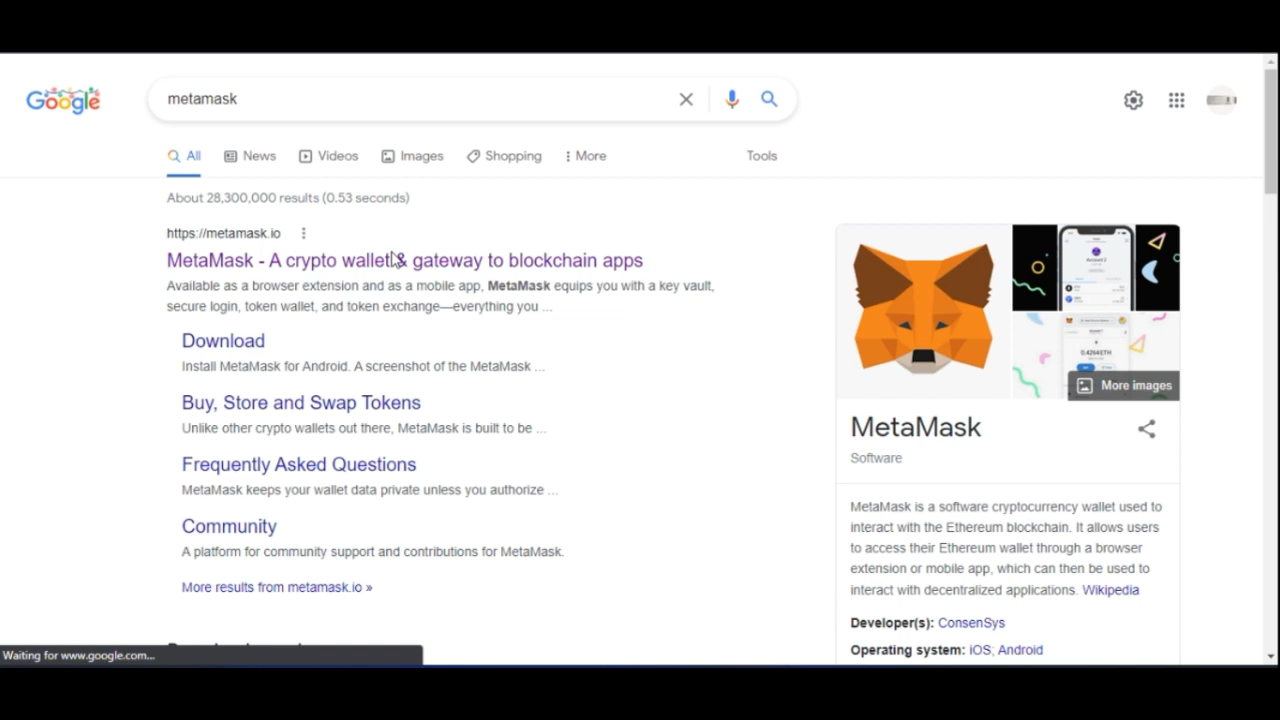 Google
metamask
All
News
Videos
Images
Shopping
More
Tools
About 28,300,000 results (0.53 seconds)
https://metamask.io
MetaMask - A crypto wallet & gateway to blockchain apps
Available as a browser extension and as a mobile app, MetaMask equips you with a key vault,
secure login, token wallet, and token exchange—everything you ...
Download
Install MetaMask for Android. A screenshot of the MetaMask ...
Buy, Store and Swap Tokens
Unlike other crypto wallets out there, MetaMask is built to be ...
Frequently Asked Questions
MetaMask keeps your wallet data private unless you authorize ...
Community
A platform for community support and contributions for MetaMask.
More results from metamask.io »
Waiting for www.google.com...
More images
MetaMask
Software
MetaMask is a software cryptocurrency wallet used to
interact with the Ethereum blockchain. It allows users
to access their Ethereum wallet through a browser
extension or mobile app, which can then be used to
interact with decentralized applications. Wikipedia
Developer(s): ConsenSys
Operating system: iOS; Android